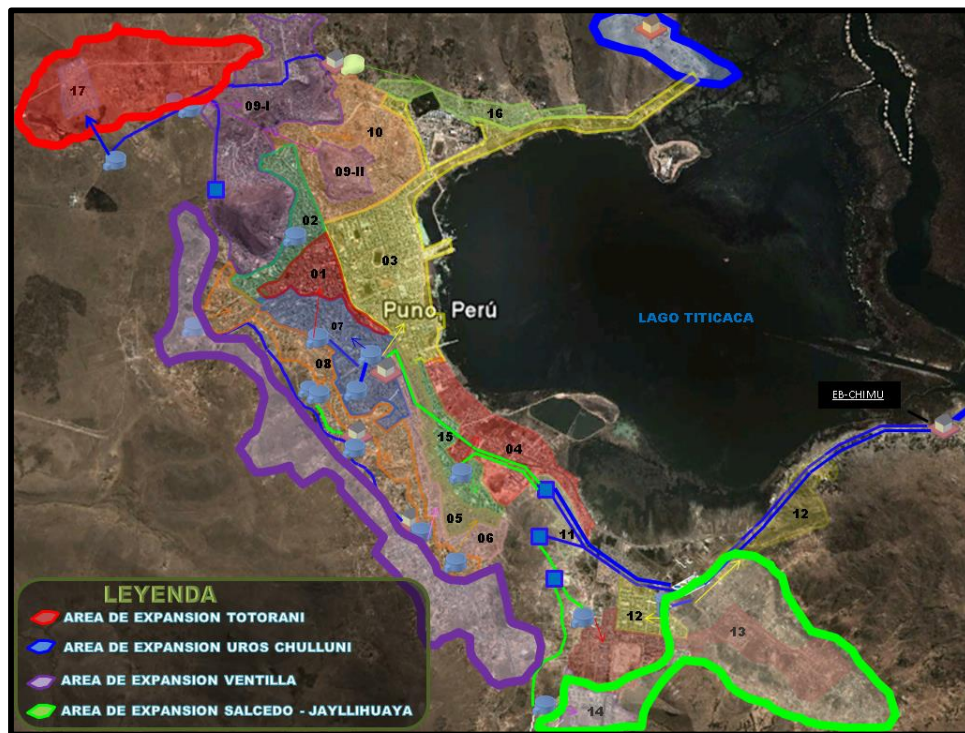 17
09-I
16
10
09-II
02
03
01
Puno, Perú
LAGO TITICACA
07
08
EB-CHIMU
15
04
05
06
11
12
12
13
14
LEYENDA
AREA DE EXPANSION TOTORANI
AREA DE EXPANSION UROS CHULLUNI
AREA DE EXPANSION VENTILLA
AREA DE EXPANSION SALCEDO - JAYLLIHUAYA